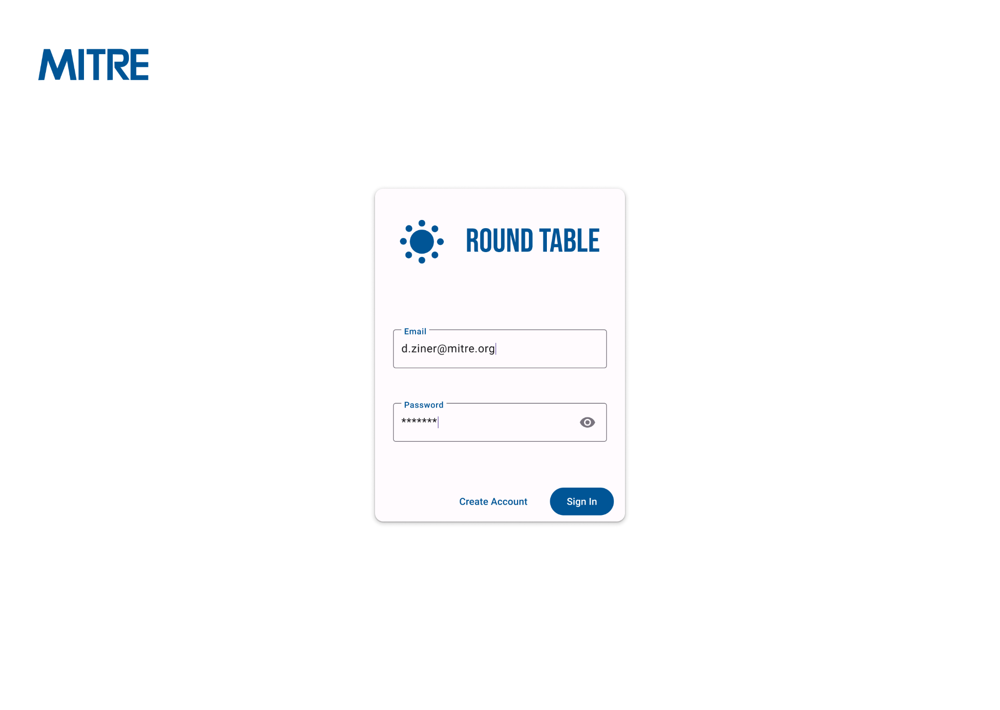 MITRE
ROUND TABLE
Email
d.ziner@mitre.org
Password
*******
Create Account
Sign In